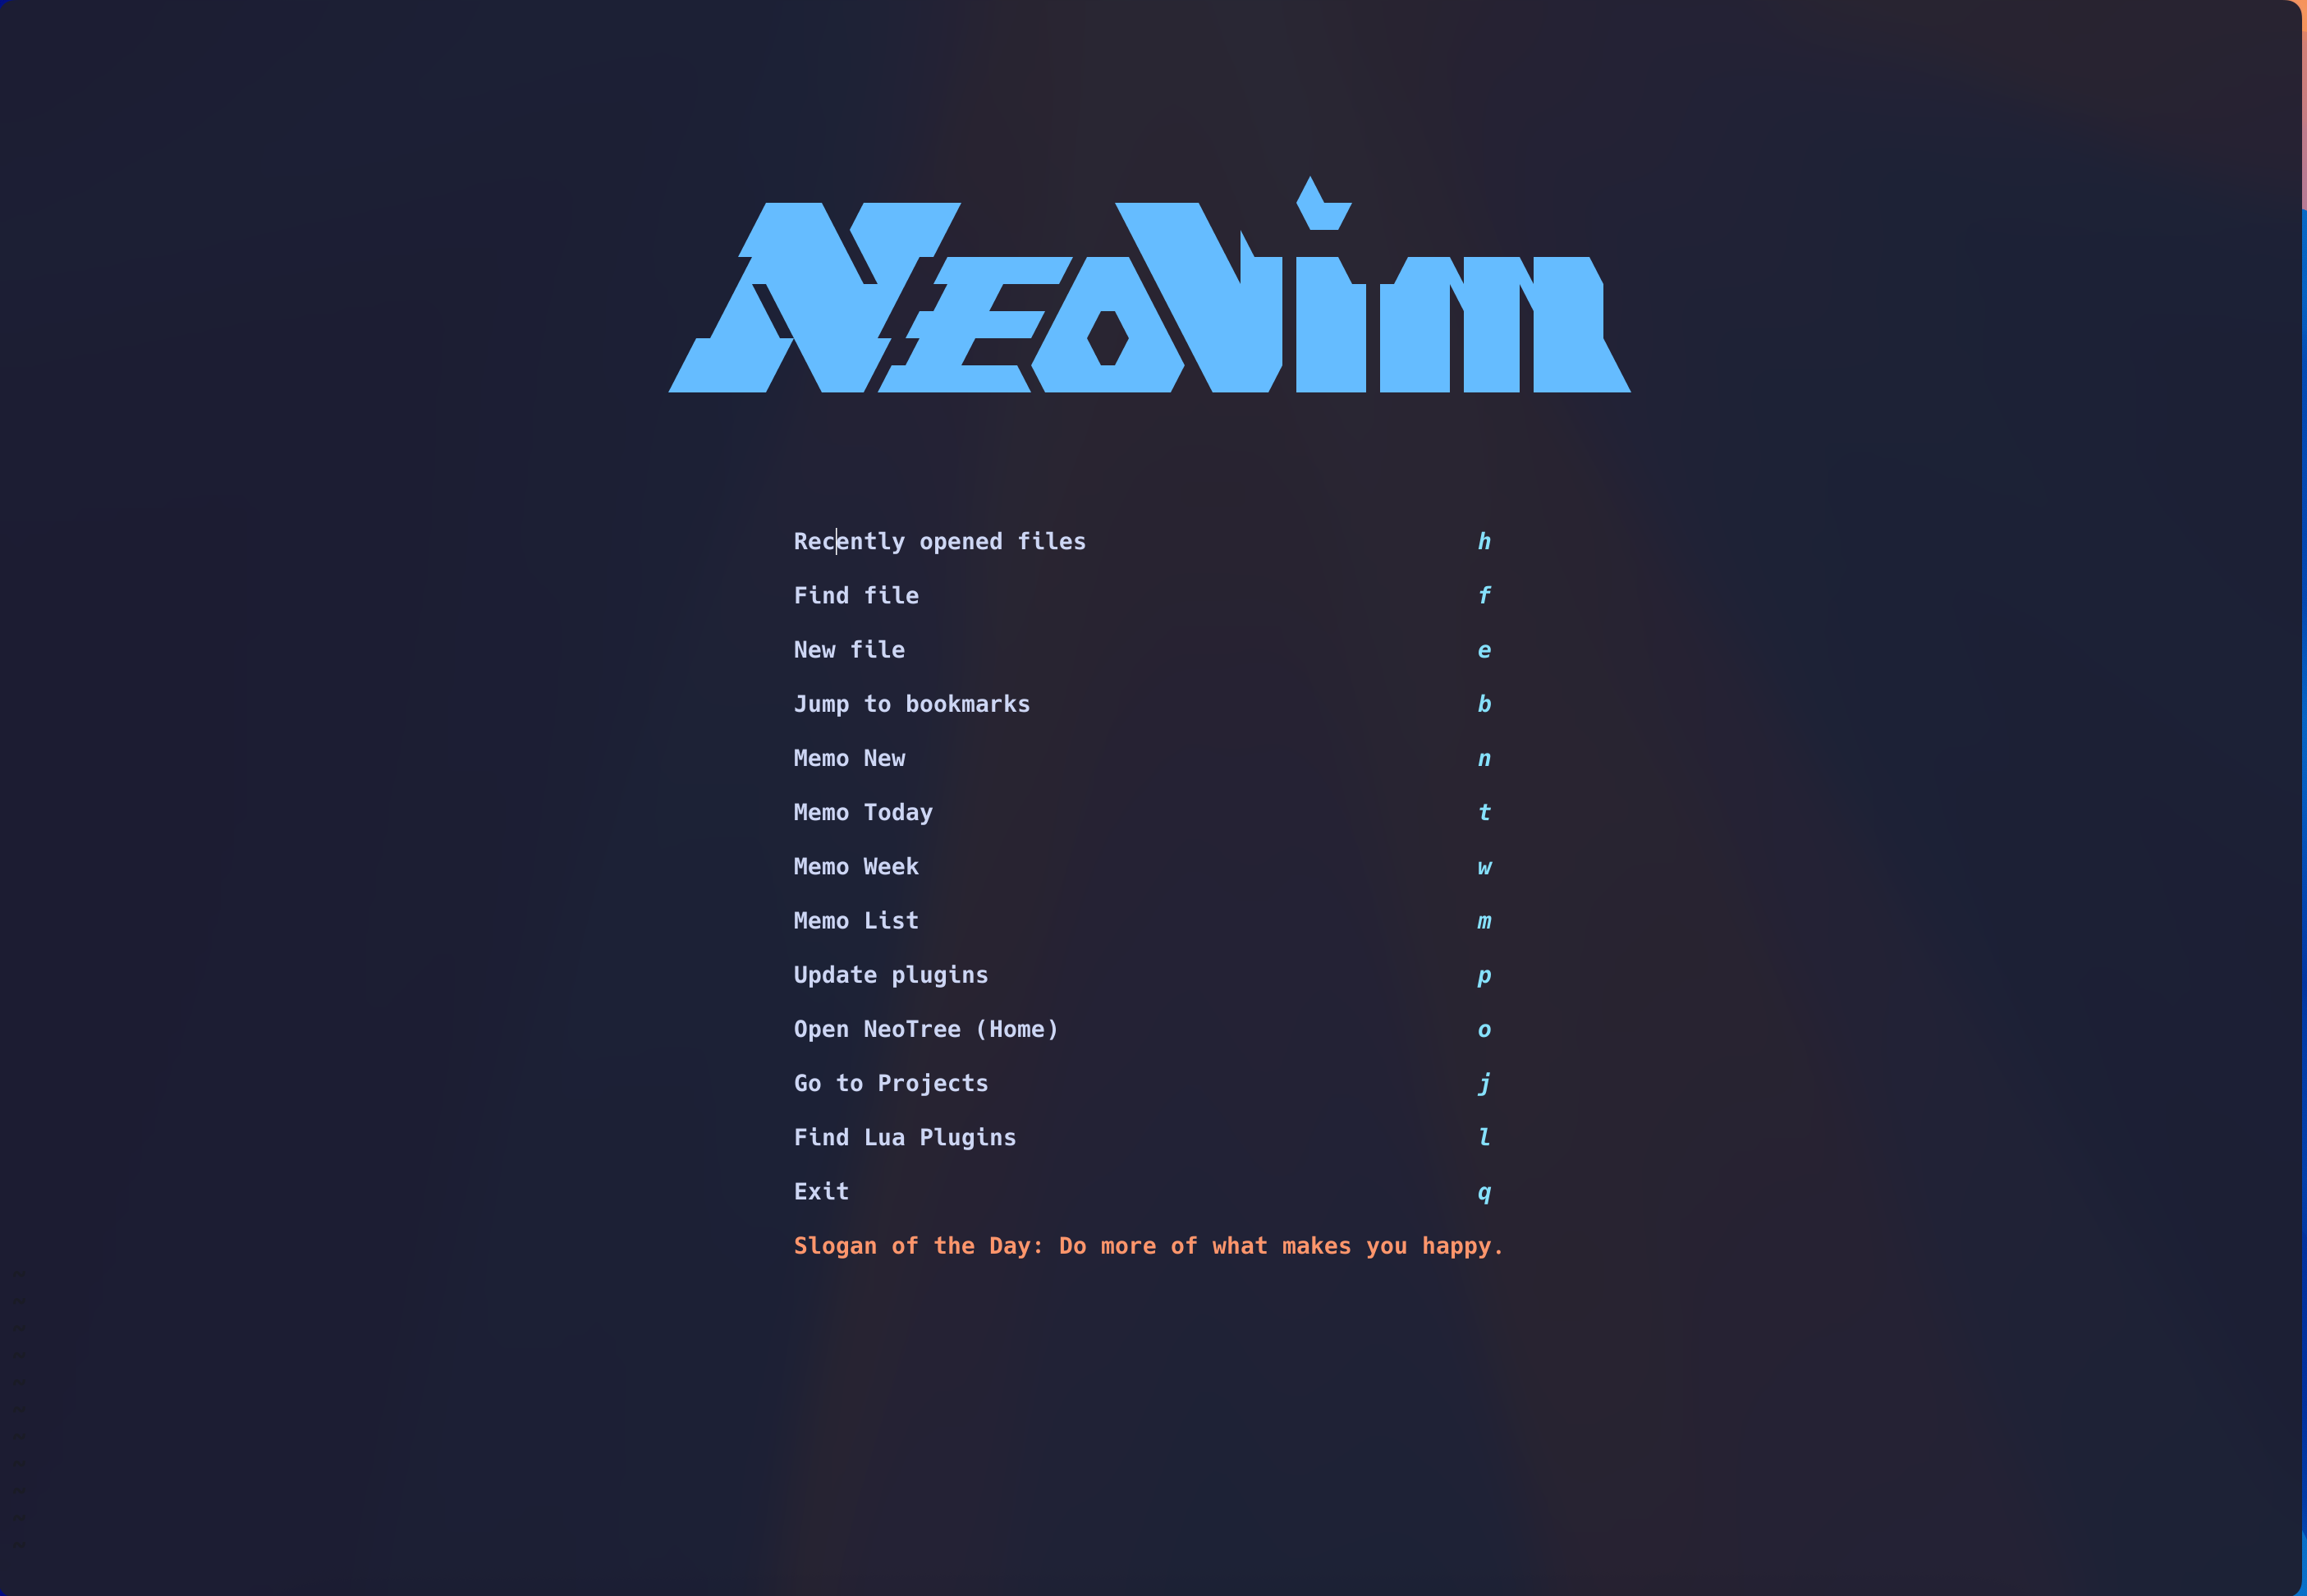 Neovim
Recently opened files h
Find file f
New file e
Jump to bookmarks b
Memo New n
Memo Today t
Memo Week w
Memo List m
Update plugins p
Open NeoTree (Home) o
Go to Projects j
Find Lua Plugins l
Exit q
Slogan of the Day: Do more of what makes you happy.